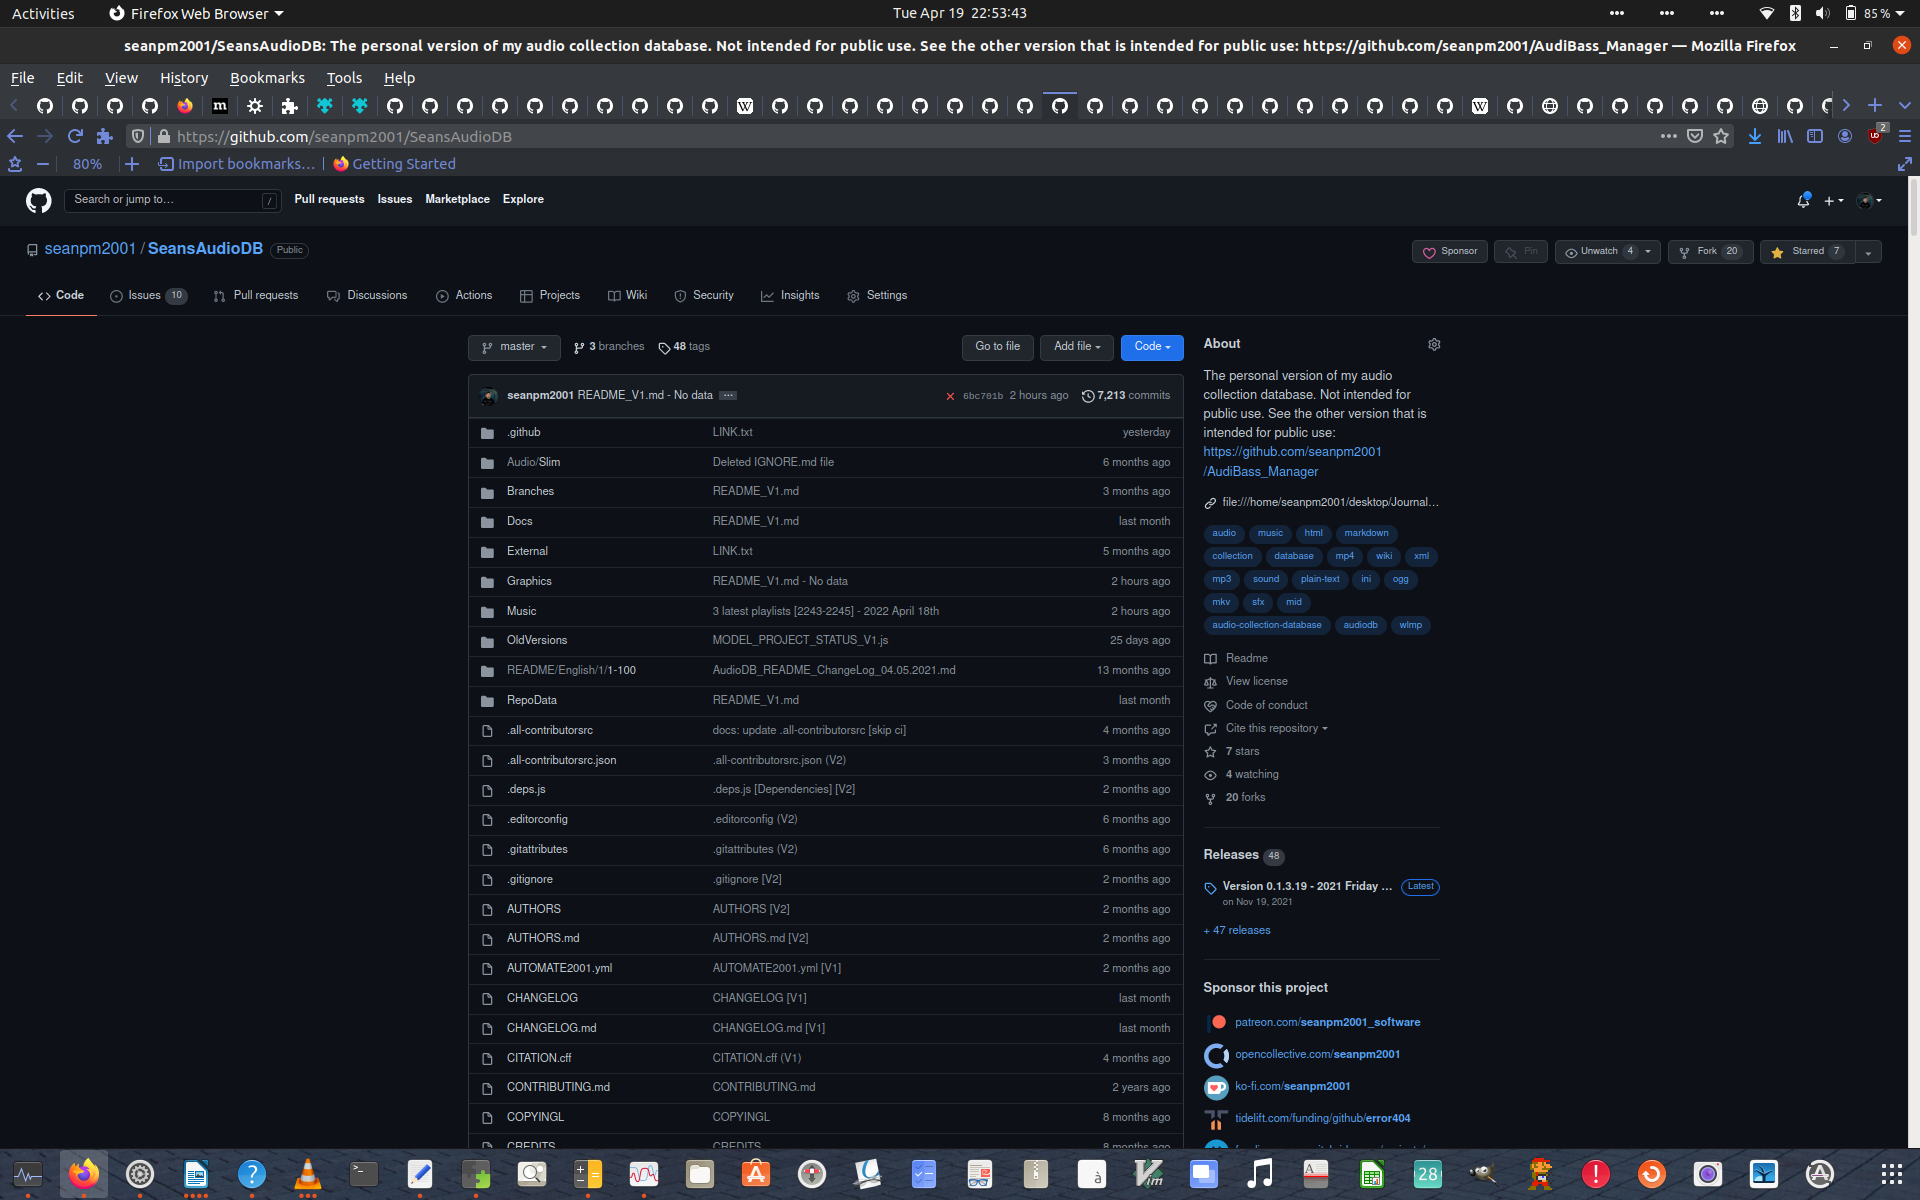 Activities Firefox Web Browser Tue Apr 19 22:53:43 85 %
seanpm2001/SeansAudioDB: The personal version of my audio collection database. Not intended for public use. See the other version that is intended for public use: https://github.com/seanpm2001/AudiBass_Manager — Mozilla Firefox
File Edit View History Bookmarks Tools Help
https://github.com/seanpm2001/SeansAudioDB 2
80% Import bookmarks... Getting Started
Search or jump to... / Pull requests Issues Marketplace Explore
seanpm2001 / SeansAudioDB Public Sponsor Pin Unwatch 4 Fork 20 Starred 7
Code Issues 10 Pull requests Discussions Actions Projects Wiki Security Insights Settings
master 3 branches 48 tags Go to file Add file Code
seanpm2001 README_V1.md - No data ... 6bc701b 2 hours ago 7,213 commits
.github LINK.txt yesterday
Audio/Slim Deleted IGNORE.md file 6 months ago
Branches README_V1.md 3 months ago
Docs README_V1.md last month
External LINK.txt 5 months ago
Graphics README_V1.md - No data 2 hours ago
Music 3 latest playlists [2243-2245] - 2022 April 18th 2 hours ago
OldVersions MODEL_PROJECT_STATUS_V1.js 25 days ago
README/English/1/1-100 AudioDB_README_ChangeLog_04.05.2021.md 13 months ago
RepoData README_V1.md last month
.all-contributorsrc docs: update .all-contributorsrc [skip ci] 4 months ago
.all-contributorsrc.json .all-contributorsrc.json (V2) 3 months ago
.deps.js .deps.js [Dependencies] [V2] 2 months ago
.editorconfig .editorconfig (V2) 6 months ago
.gitattributes .gitattributes (V2) 6 months ago
.gitignore .gitignore [V2] 2 months ago
AUTHORS AUTHORS [V2] 2 months ago
AUTHORS.md AUTHORS.md [V2] 2 months ago
AUTOMATE2001.yml AUTOMATE2001.yml [V1] 2 months ago
CHANGELOG CHANGELOG [V1] last month
CHANGELOG.md CHANGELOG.md [V1] last month
CITATION.cff CITATION.cff (V1) 4 months ago
CONTRIBUTING.md CONTRIBUTING.md 2 years ago
COPYINGL COPYINGL 8 months ago
CREDITS CREDITS 8 months ago
About
The personal version of my audio
collection database. Not intended for
public use. See the other version that is
intended for public use:
https://github.com/seanpm2001
/AudiBass_Manager
file:///home/seanpm2001/desktop/Journal...
audio music html markdown
collection database mp4 wiki xml
mp3 sound plain-text ini ogg
mkv sfx mid
audio-collection-database audiodb wlmp
Readme
View license
Code of conduct
Cite this repository
7 stars
4 watching
20 forks
Releases 48
Version 0.1.3.19 - 2021 Friday ... Latest
on Nov 19, 2021
+ 47 releases
Sponsor this project
patreon.com/seanpm2001_software
opencollective.com/seanpm2001
ko-fi.com/seanpm2001
tidelift.com/funding/github/error404